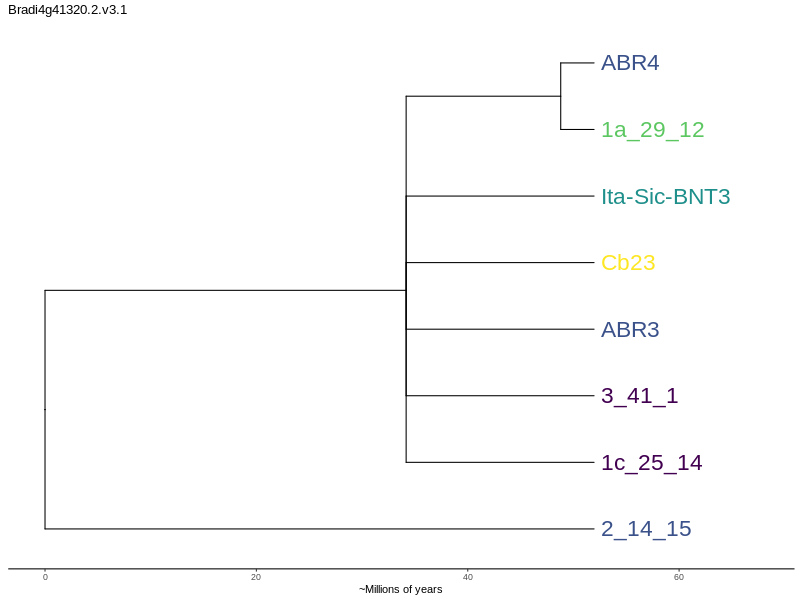 Bradi4g41320.2.v3.1
ABR4
1a_29_12
Ita-Sic-BNT3
Cb23
ABR3
3_41_1
1c_25_14
2_14_15
0 20 40 60
~Millions of years